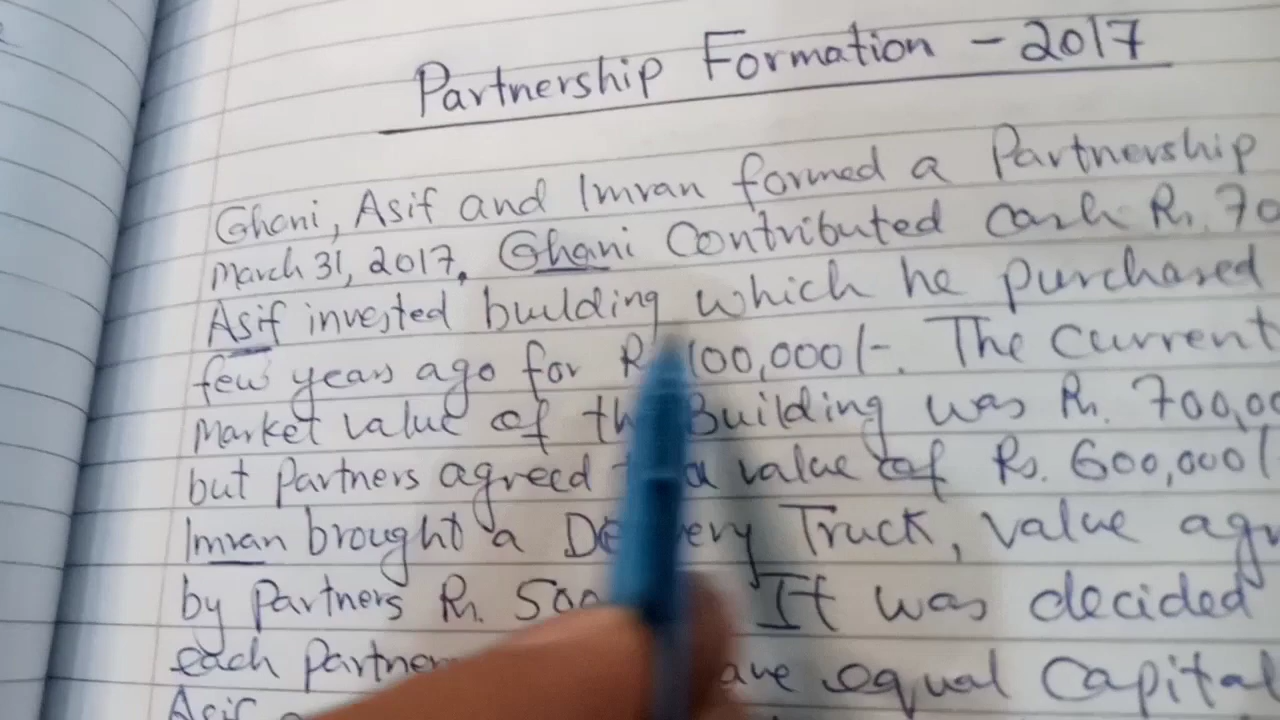 Partnership Formation - 2017
Ghani, Asif and Imran formed a Partnership
March 31, 2017. Ghani Contributed cash Rs. 70
Asif invested building which he purchased
few years ago for 100,000/-. The Current
Market value of Building was Rs. 700,00
but Partners agreed a value of Rs. 600,000/
Imran brought a Truck, value
by Partners Rs. 500 It was decided
each equal Capital
Asif